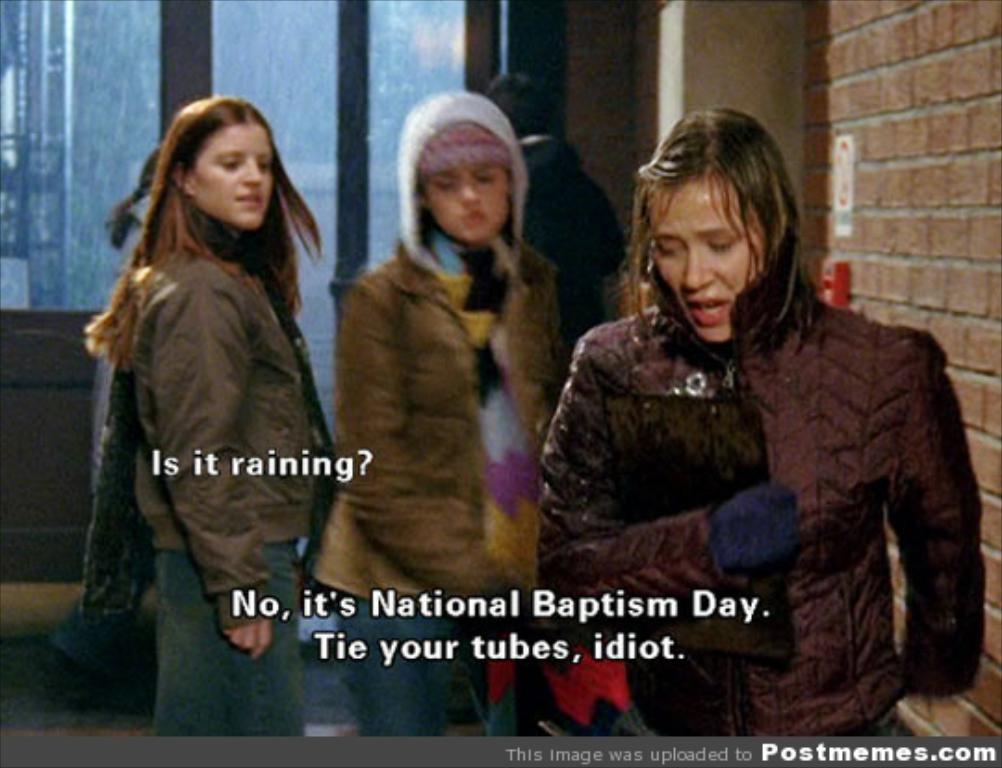 Is it raining?
No, it's National Baptism Day.
Tie your tubes, idiot.
This image was uploaded to Postmemes.com